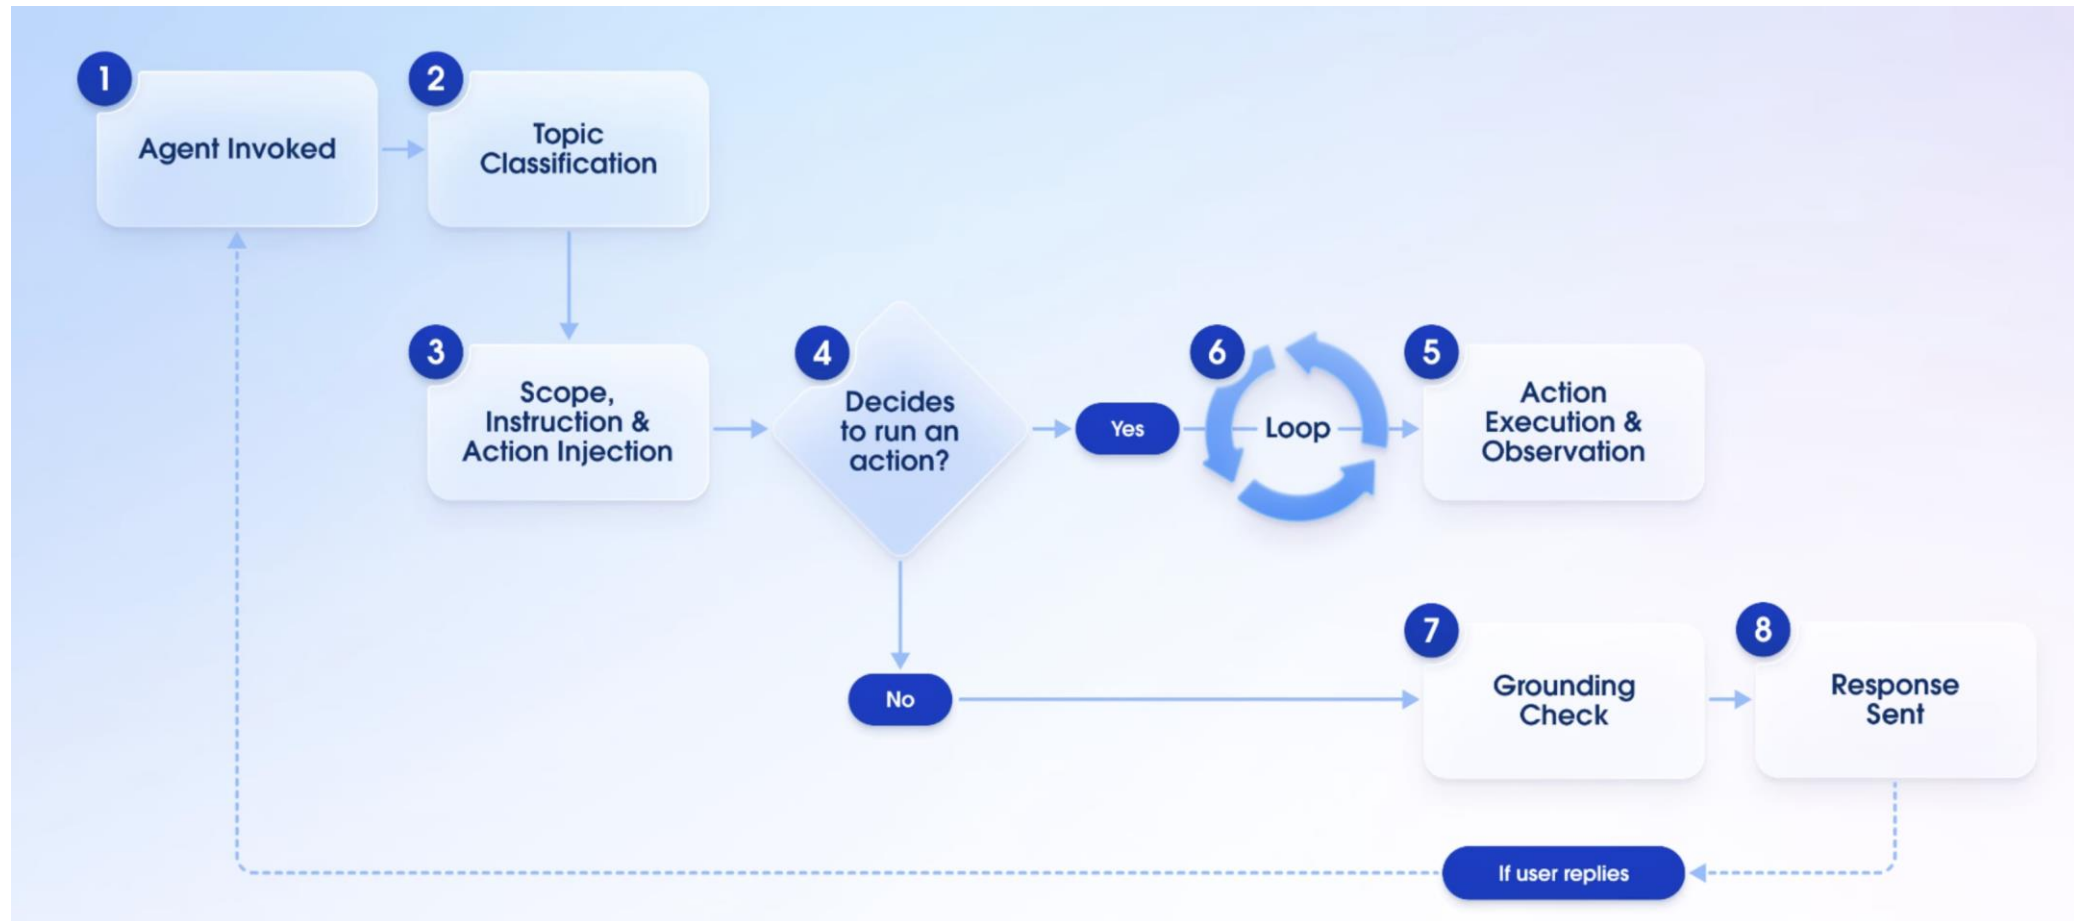 1
Agent Invoked
2
Topic
Classification
3
Scope,
Instruction &
Action Injection
4
Decides
to run an
action?
Yes
6
Loop
5
Action
Execution &
Observation
No
7
Grounding
Check
8
Response
Sent
If user replies